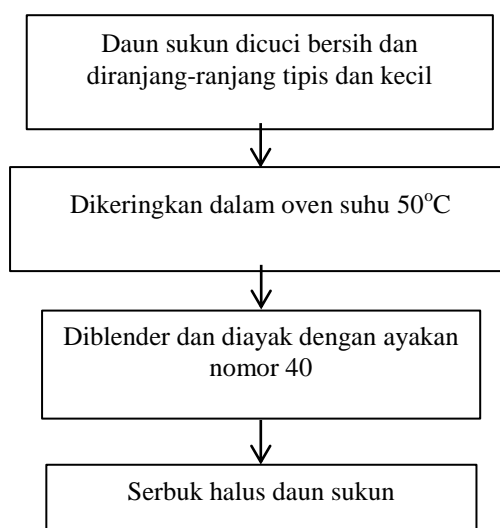 Daun sukun dicuci bersih dan
diranjang-ranjang tipis dan kecil
Dikeringkan dalam oven suhu 50°C
Diblender dan diayak dengan ayakan
nomor 40
Serbuk halus daun sukun